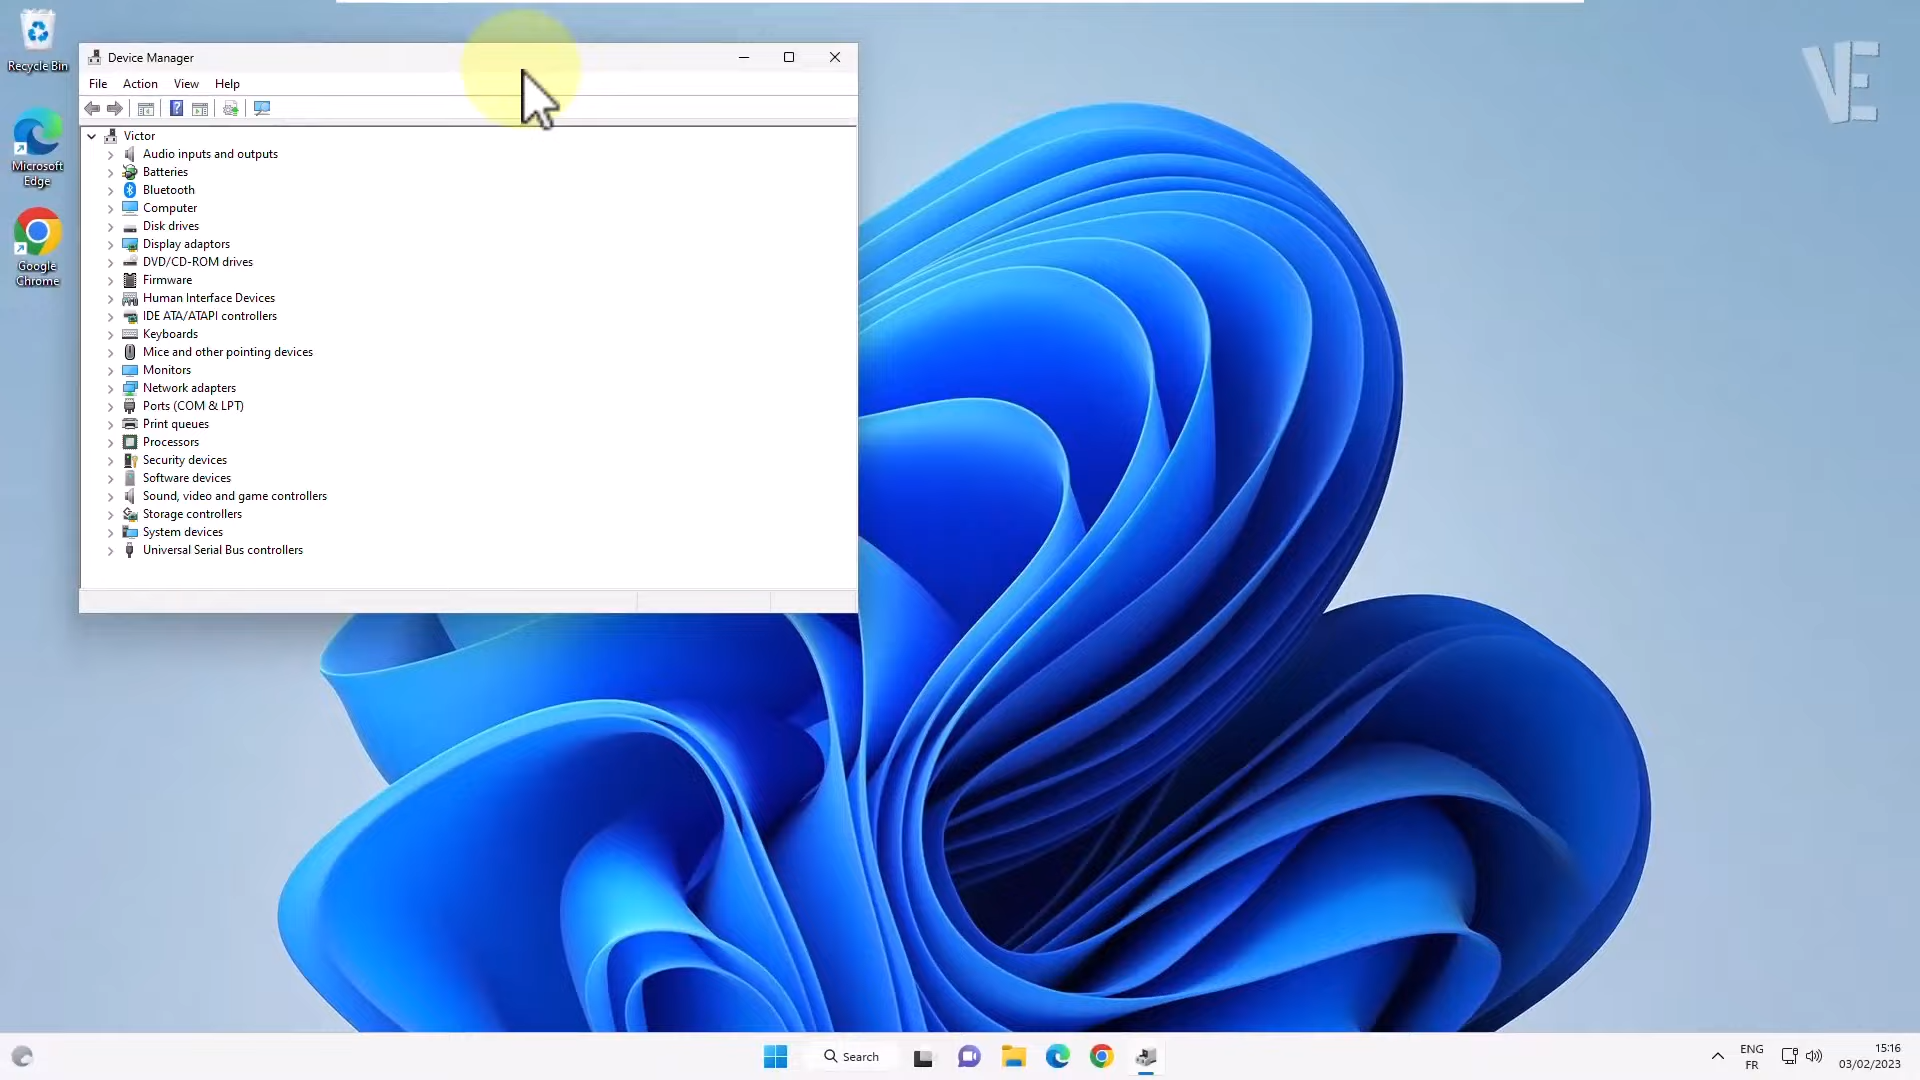 Recycle Bin
Microsoft
Edge
Google
Chrome
Device Manager
File Action View Help
Victor
Audio inputs and outputs
Batteries
Bluetooth
Computer
Disk drives
Display adaptors
DVD/CD-ROM drives
Firmware
Human Interface Devices
IDE ATA/ATAPI controllers
Keyboards
Mice and other pointing devices
Monitors
Network adapters
Ports (COM & LPT)
Print queues
Processors
Security devices
Software devices
Sound, video and game controllers
Storage controllers
System devices
Universal Serial Bus controllers
VE
Search
ENG
FR
15:16
03/02/2023